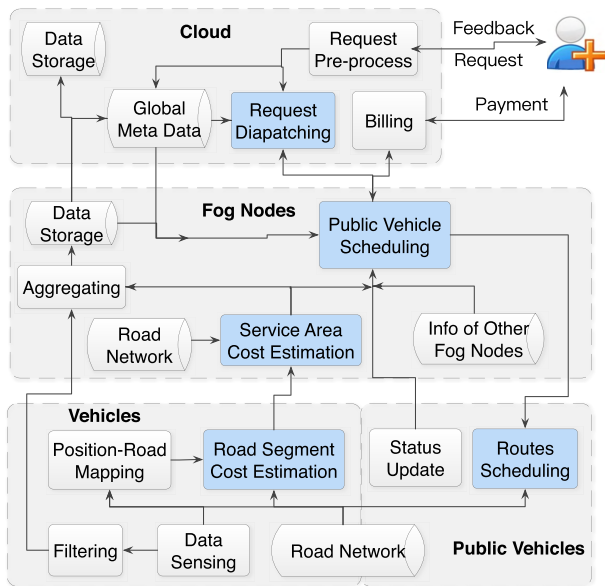 Cloud
Data
Storage
Request
Pre-process
Feedback
Request
Global
Meta Data
Request
Diapatching
Billing
Payment
Fog Nodes
Data
Storage
Public Vehicle
Scheduling
Aggregating
Road
Network
Service Area
Cost Estimation
Info of Other
Fog Nodes
Vehicles
Position-Road
Mapping
Road Segment
Cost Estimation
Status
Update
Routes
Scheduling
Filtering
Data
Sensing
Road Network
Public Vehicles